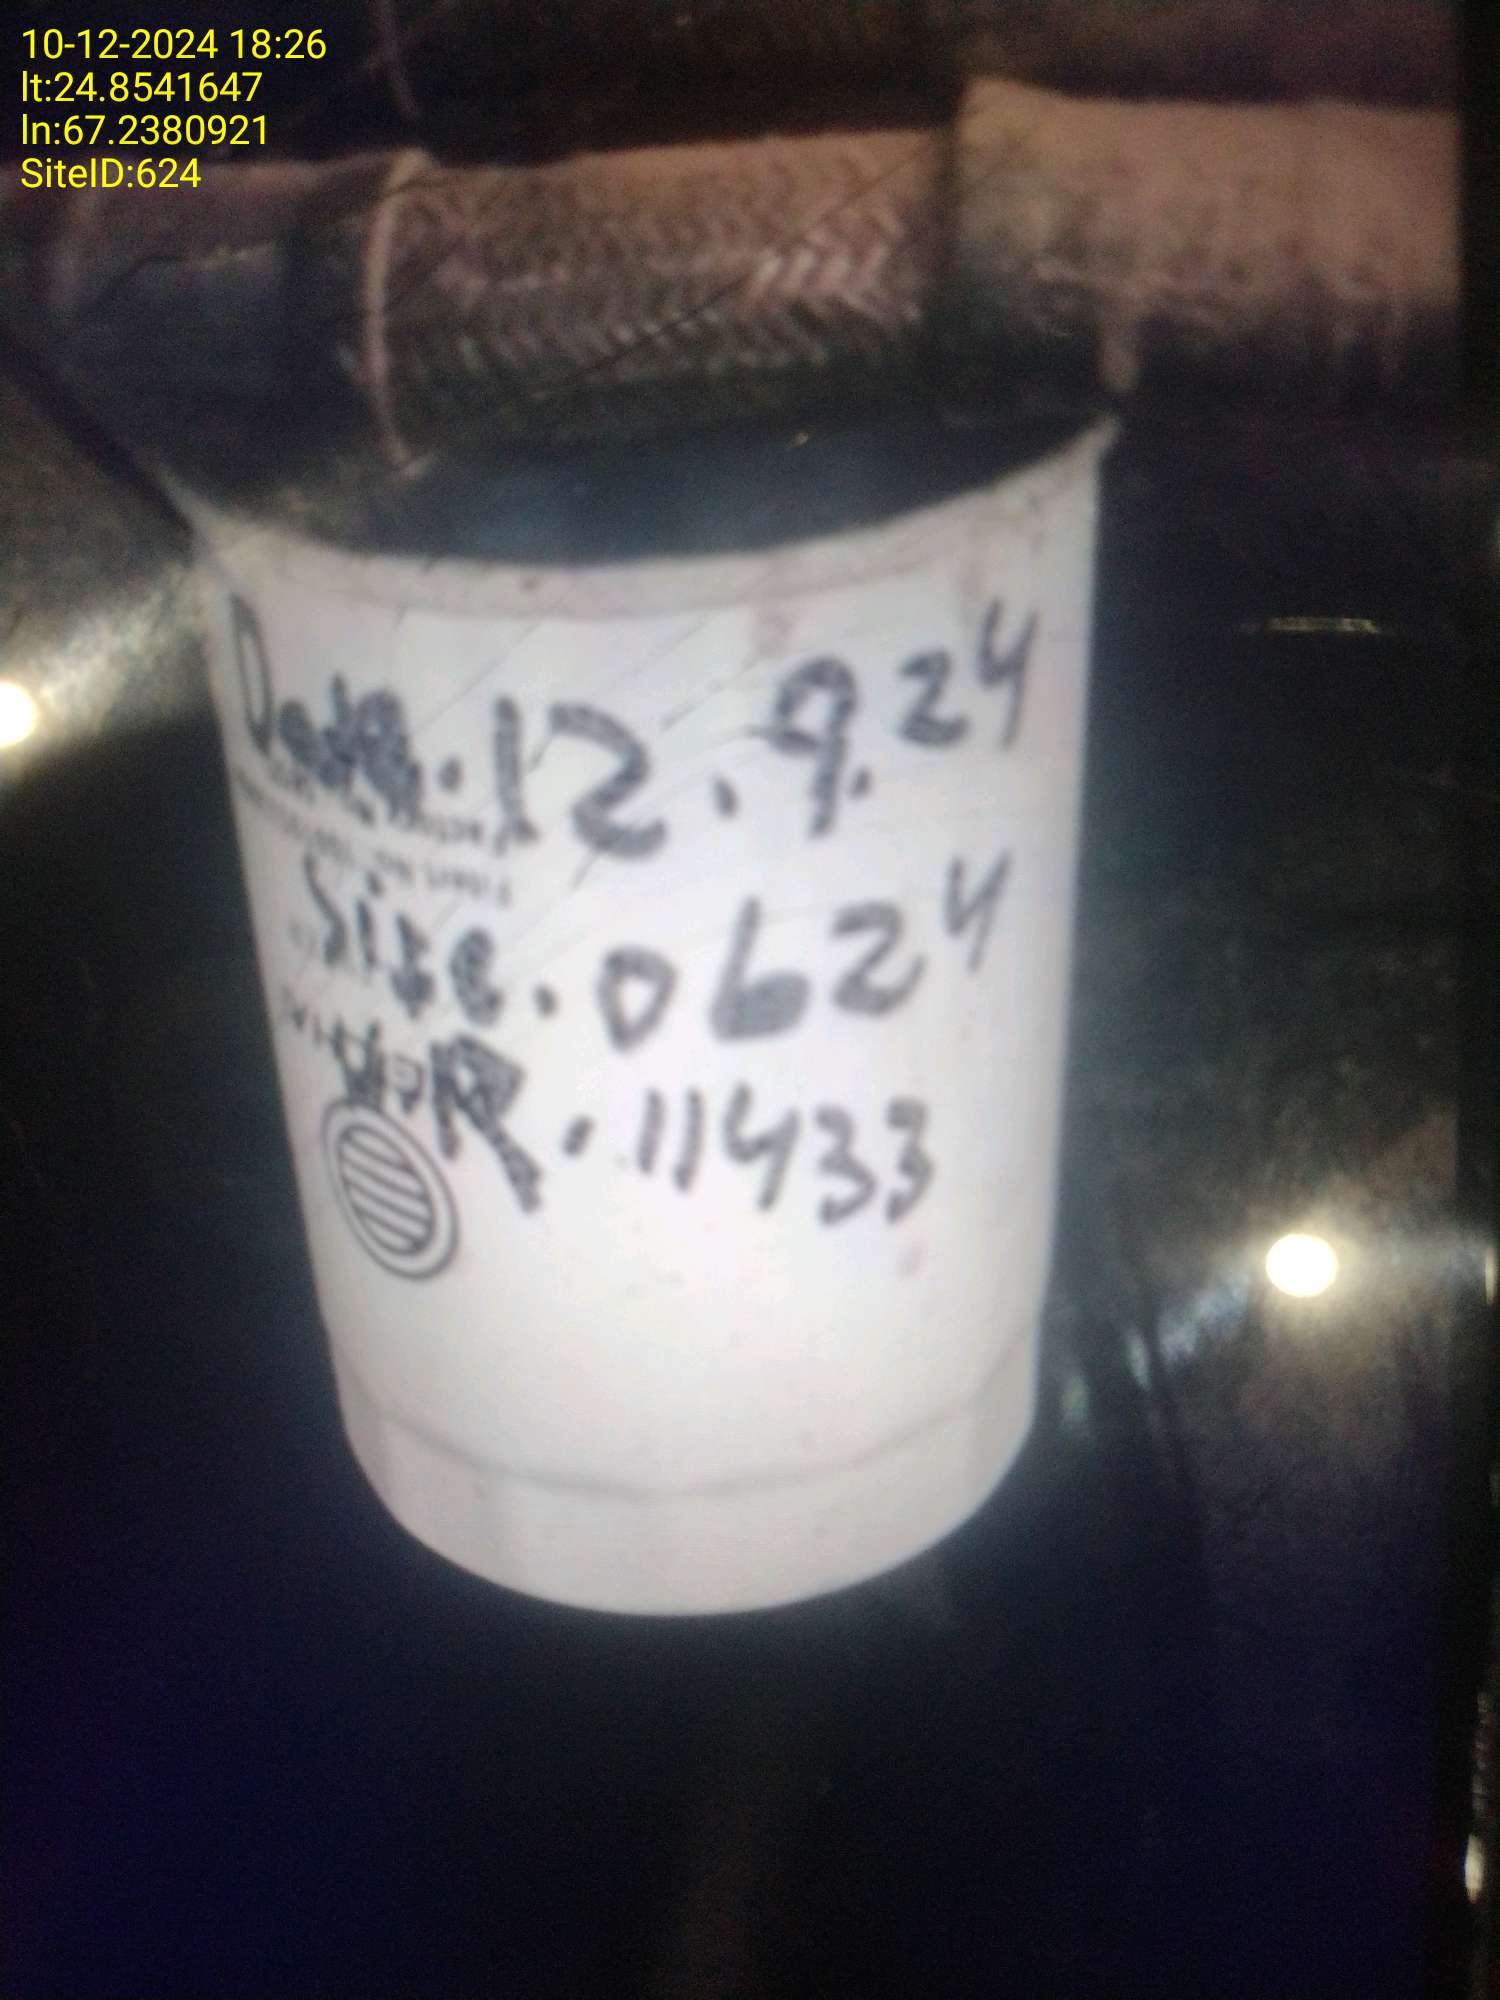 10-12-2024 18:26
lt:24.8541647
ln:67.2380921
SiteID:624
Date.12.9.24
Site.0624
R.11433